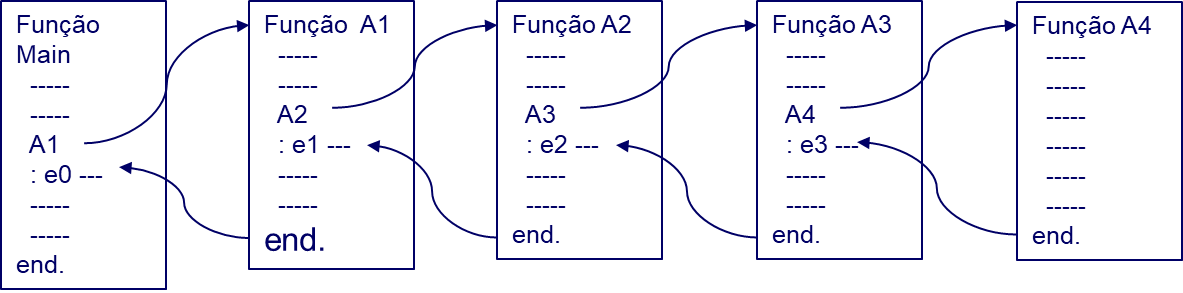 Função
Main
-----
-----
A1
: e0 ---
-----
-----
end.
Função A1
-----
-----
A2
: e1 ---
-----
-----
end.
Função A2
-----
-----
A3
: e2 ---
-----
-----
end.
Função A3
-----
-----
A4
: e3 ---
-----
-----
end.
Função A4
-----
-----
-----
-----
-----
-----
end.